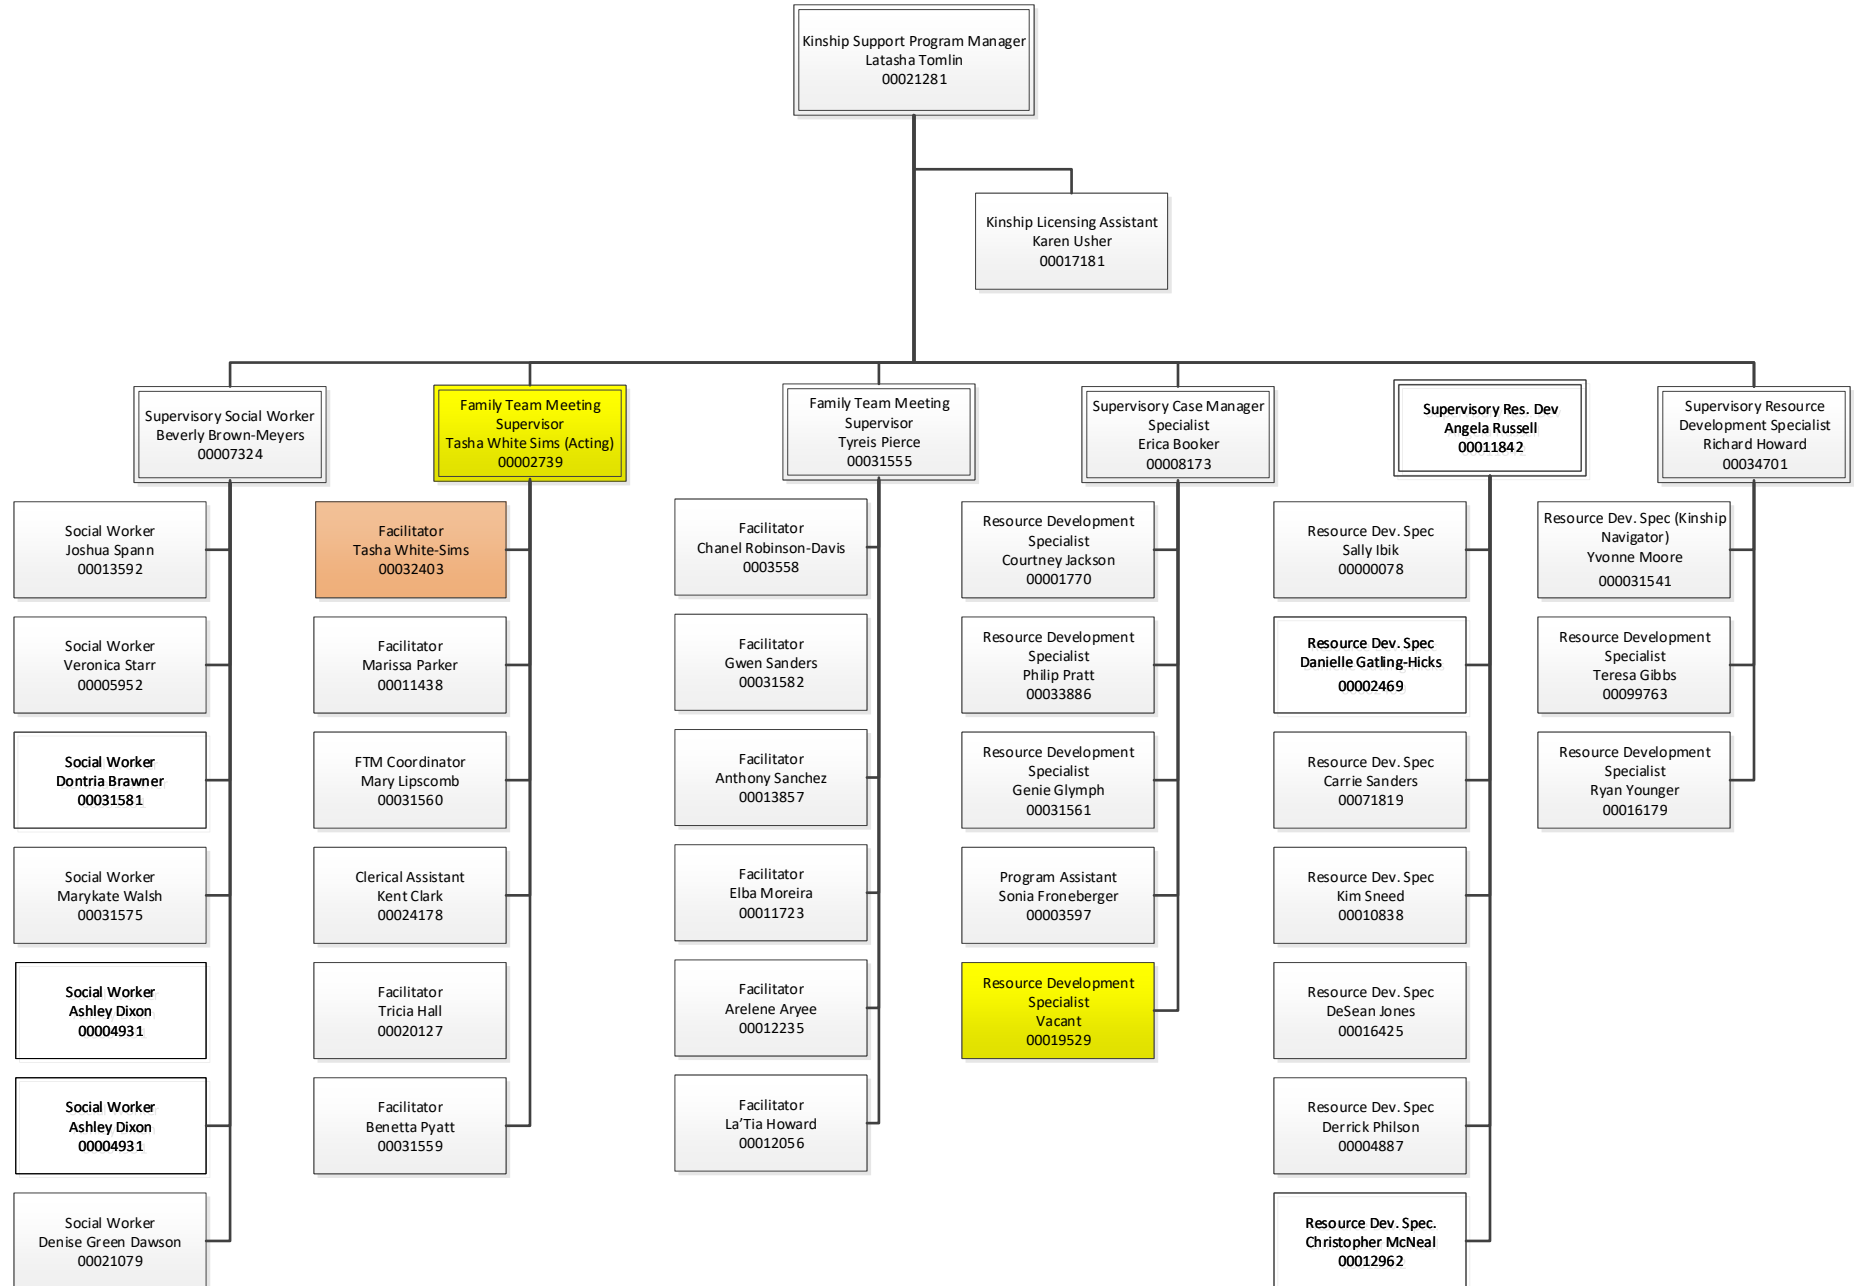 Kinship Support Program Manager
Latasha Tomlin
00021281
Kinship Licensing Assistant
Karen Usher
00017181
Supervisory Social Worker
Beverly Brown-Meyers
00007324
Social Worker
Joshua Spann
00013592
Social Worker
Veronica Starr
00005952
Social Worker
Dontria Brawner
00031581
Social Worker
Marykate Walsh
00031575
Social Worker
Ashley Dixon
00004931
Social Worker
Ashley Dixon
00004931
Social Worker
Denise Green Dawson
00021079
Family Team Meeting
Supervisor
Tasha White Sims (Acting)
00002739
Facilitator
Tasha White-Sims
00032403
Facilitator
Marissa Parker
00011438
FTM Coordinator
Mary Lipscomb
00031560
Clerical Assistant
Kent Clark
00024178
Facilitator
Tricia Hall
00020127
Facilitator
Benetta Pyatt
00031559
Family Team Meeting
Supervisor
Tyreis Pierce
00031555
Facilitator
Chanel Robinson-Davis
0003558
Facilitator
Gwen Sanders
00031582
Facilitator
Anthony Sanchez
00013857
Facilitator
Elba Moreira
00011723
Facilitator
Arelene Aryee
00012235
Facilitator
La'Tia Howard
00012056
Supervisory Case Manager
Specialist
Erica Booker
00008173
Resource Development
Specialist
Courtney Jackson
00001770
Resource Development
Specialist
Philip Pratt
00033886
Resource Development
Specialist
Genie Glymph
00031561
Program Assistant
Sonia Froneberger
00003597
Resource Development
Specialist
Vacant
00019529
Supervisory Res. Dev
Angela Russell
00011842
Resource Dev. Spec
Sally Ibik
00000078
Resource Dev. Spec
Danielle Gatling-Hicks
00002469
Resource Dev. Spec
Carrie Sanders
00071819
Resource Dev. Spec
Kim Sneed
00010838
Resource Dev. Spec
DeSean Jones
00016425
Resource Dev. Spec
Derrick Philson
00004887
Resource Dev. Spec.
Christopher McNeal
00012962
Supervisory Resource
Development Specialist
Richard Howard
00034701
Resource Dev. Spec (Kinship
Navigator)
Yvonne Moore
000031541
Resource Development
Specialist
Teresa Gibbs
00099763
Resource Development
Specialist
Ryan Younger
00016179